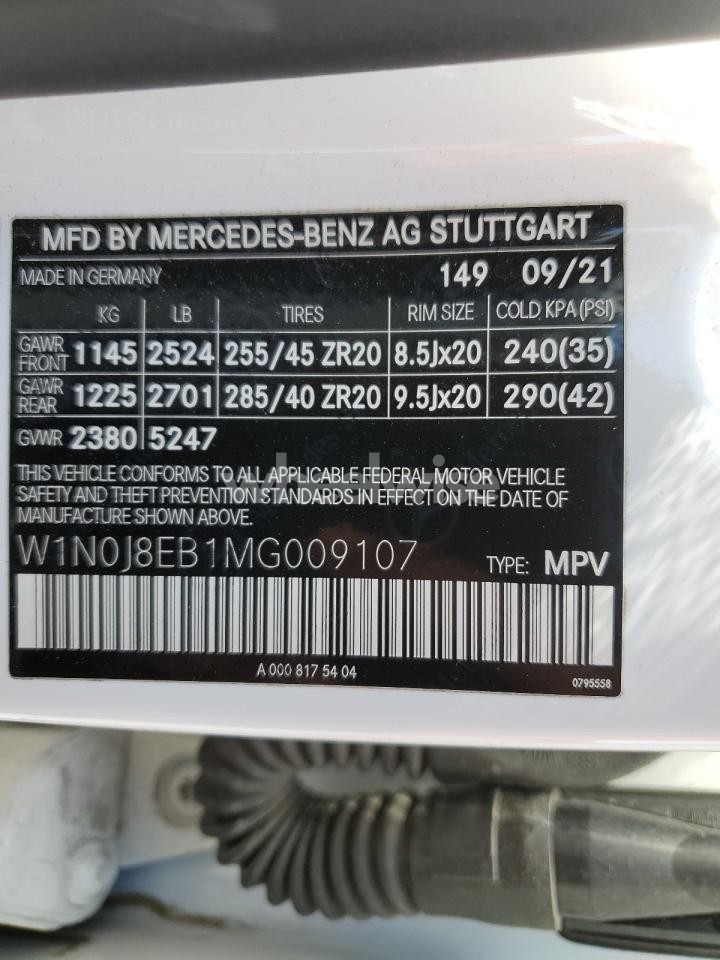 MFD BY MERCEDES-BENZ AG STUTTGART
MADE IN GERMANY 149 09/21
KG LB TIRES RIM SIZE COLD KPA (PSI)
GAWR FRONT 1145 2524 255/45 ZR20 8.5Jx20 240(35)
GAWR REAR 1225 2701 285/40 ZR20 9.5Jx20 290(42)
GVWR 2380 5247
THIS VEHICLE CONFORMS TO ALL APPLICABLE FEDERAL MOTOR VEHICLE
SAFETY AND THEFT PREVENTION STANDARDS IN EFFECT ON THE DATE OF
MANUFACTURE SHOWN ABOVE.
W1N0J8EB1MG009107 TYPE: MPV
A 000 817 54 04
0795558